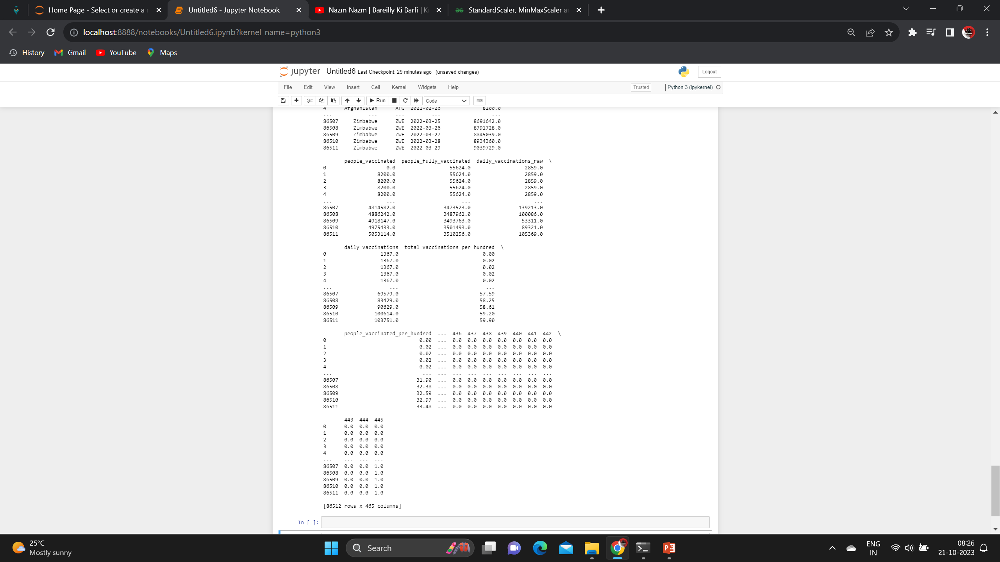 Home Page - Select or create a n
Untitled6 - Jupyter Notebook
Nazm Nazm | Bareilly Ki Barfi | K
StandardScaler, MinMaxScaler a
localhost:8888/notebooks/Untitled6.ipynb?kernel_name=python3
History Gmail YouTube Maps
jupyter Untitled6 Last Checkpoint: 29 minutes ago (unsaved changes) Logout
File Edit View Insert Cell Kernel Widgets Help Trusted Python 3 (ipykernel)
Run Code
4 Afghanistan AFG 2021-02-26 8200.0
... ... ... ... ...
86507 Zimbabwe ZWE 2022-03-25 8691642.0
86508 Zimbabwe ZWE 2022-03-26 8791728.0
86509 Zimbabwe ZWE 2022-03-27 8845039.0
86510 Zimbabwe ZWE 2022-03-28 8934360.0
86511 Zimbabwe ZWE 2022-03-29 9039729.0
people_vaccinated people_fully_vaccinated daily_vaccinations_raw \
0 0.0 55624.0 2859.0
1 8200.0 55624.0 2859.0
2 8200.0 55624.0 2859.0
3 8200.0 55624.0 2859.0
4 8200.0 55624.0 2859.0
... ... ... ...
86507 4814582.0 3473523.0 139213.0
86508 4886242.0 3487962.0 100086.0
86509 4918147.0 3493763.0 53311.0
86510 4975433.0 3501493.0 89321.0
86511 5053114.0 3510256.0 105369.0
daily_vaccinations total_vaccinations_per_hundred \
0 1367.0 0.00
1 1367.0 0.02
2 1367.0 0.02
3 1367.0 0.02
4 1367.0 0.02
... ... ...
86507 69579.0 57.59
86508 83429.0 58.25
86509 90629.0 58.61
86510 100614.0 59.20
86511 103751.0 59.90
people_vaccinated_per_hundred ... 436 437 438 439 440 441 442 \
0 0.00 ... 0.0 0.0 0.0 0.0 0.0 0.0 0.0
1 0.02 ... 0.0 0.0 0.0 0.0 0.0 0.0 0.0
2 0.02 ... 0.0 0.0 0.0 0.0 0.0 0.0 0.0
3 0.02 ... 0.0 0.0 0.0 0.0 0.0 0.0 0.0
4 0.02 ... 0.0 0.0 0.0 0.0 0.0 0.0 0.0
... ... ... ... ... ... ... ... ... ...
86507 31.90 ... 0.0 0.0 0.0 0.0 0.0 0.0 0.0
86508 32.38 ... 0.0 0.0 0.0 0.0 0.0 0.0 0.0
86509 32.59 ... 0.0 0.0 0.0 0.0 0.0 0.0 0.0
86510 32.97 ... 0.0 0.0 0.0 0.0 0.0 0.0 0.0
86511 33.48 ... 0.0 0.0 0.0 0.0 0.0 0.0 0.0
443 444 445
0 0.0 0.0 0.0
1 0.0 0.0 0.0
2 0.0 0.0 0.0
3 0.0 0.0 0.0
4 0.0 0.0 0.0
... ... ... ...
86507 0.0 0.0 1.0
86508 0.0 0.0 1.0
86509 0.0 0.0 1.0
86510 0.0 0.0 1.0
86511 0.0 0.0 1.0
[86512 rows x 465 columns]
In [ ]:
25°C
Mostly sunny
Search
ENG
IN
08:26
21-10-2023